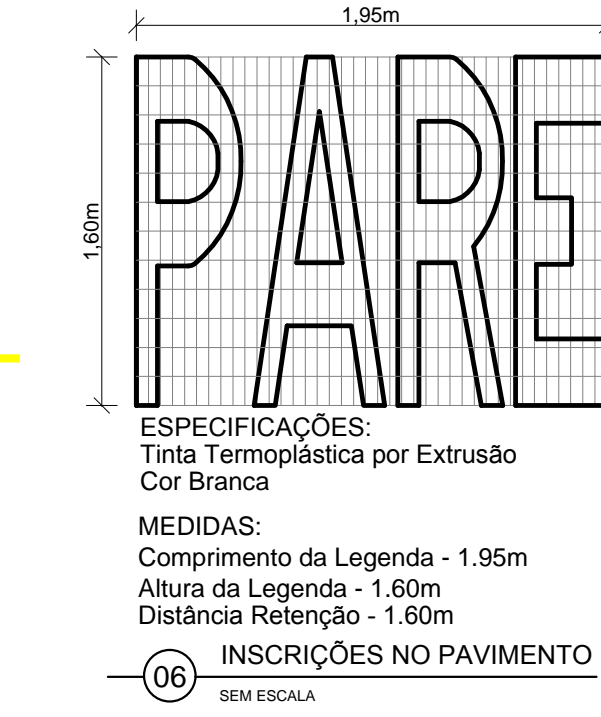 1,95m
1,60m
PARE
ESPECIFICAÇÕES:
Tinta Termoplástica por Extrusão
Cor Branca
MEDIDAS:
Comprimento da Legenda - 1.95m
Altura da Legenda - 1.60m
Distância Retenção - 1.60m
06 INSCRIÇÕES NO PAVIMENTO
SEM ESCALA